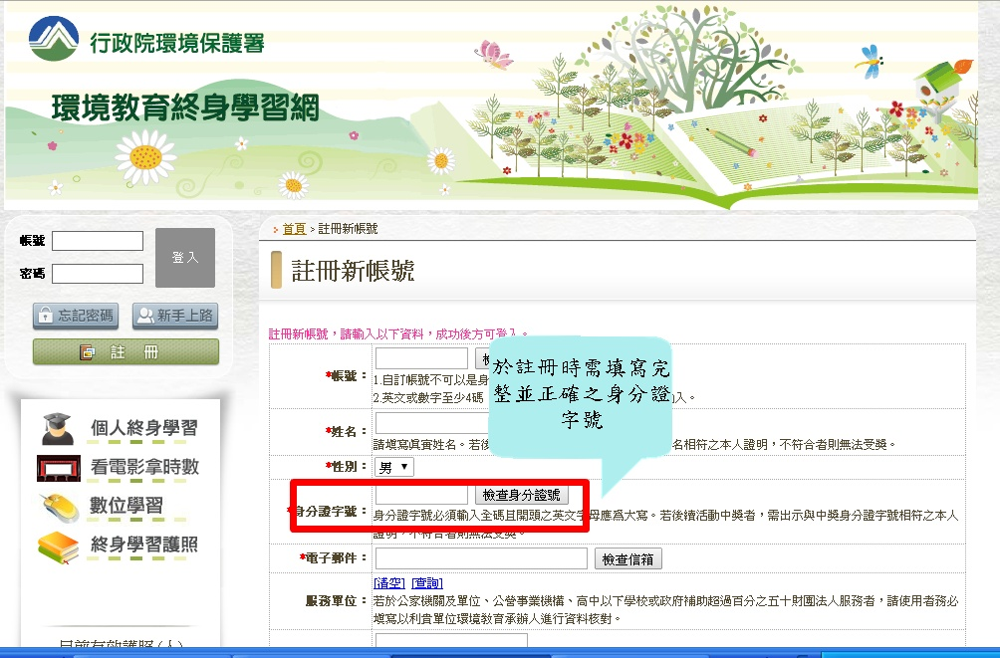 行政院環境保護署
環境教育終身學習網
帳號
密碼
登入
忘記密碼
新手上路
註 冊
個人終身學習
看電影拿時數
數位學習
終身學習護照
首頁 > 註冊新帳號
註冊新帳號
註冊新帳號，請輸入以下資料，成功後方可登入。
*帳號：
1.自訂帳號不可以是身
2.英文或數字至少4碼
入。
於註冊時需填寫完
整並正確之身分證
字號
*姓名：
請填寫真實姓名。若後
名相符之本人證明，不符合者則無法受獎。
*性別：
男
*身分證字號：
檢查身分證號
身分證字號必須輸入全碼且開頭之英文字母應為大寫。若後續活動中獎者，需出示與中獎身分證字號相符之本人
證明，不符合者則無法受獎。
*電子郵件：
檢查信箱
服務單位：
[清空] [查詢]
若於公家機關及單位、公營事業機構、高中以下學校或政府補助超過百分之五十財團法人服務者，請使用者務必
填寫以利貴單位環境教育承辦人進行資料核對。